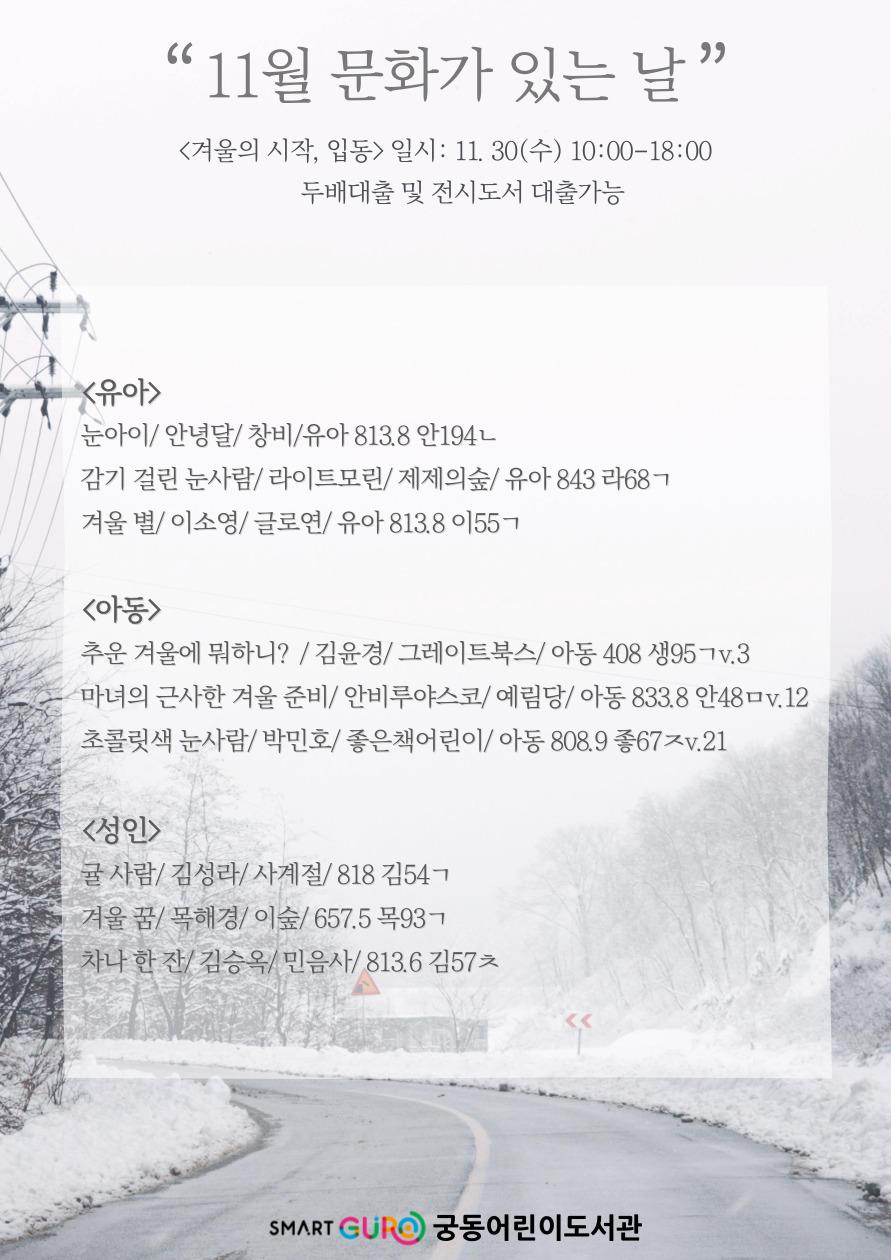 “ 11월 문화가 있는 날 ”
<겨울의 시작, 입동> 일시: 11. 30(수) 10:00-18:00
두배대출 및 전시도서 대출가능
<유아>
눈아이/ 안녕달/ 창비/유아 813.8 안194ㄴ
감기 걸린 눈사람/ 라이트모린/ 제제의숲/ 유아 843 라68ㄱ
겨울 별/ 이소영/ 글로연/ 유아 813.8 이55ㄱ
<아동>
추운 겨울에 뭐하니? / 김윤경/ 그레이트북스/ 아동 408 생95ㄱv.3
마녀의 근사한 겨울 준비/ 안비루야스코/ 예림당/ 아동 833.8 안48ㅁv.12
초콜릿색 눈사람/ 박민호/ 좋은책어린이/ 아동 808.9 좋67ㅈv.21
<성인>
귤 사람/ 김성라/ 사계절/ 818 김54ㄱ
겨울 꿈/ 목해경/ 이숲/ 657.5 목93ㄱ
차나 한 잔/ 김승옥/ 민음사/ 813.6 김57ㅊ
SMART GURO 궁동어린이도서관